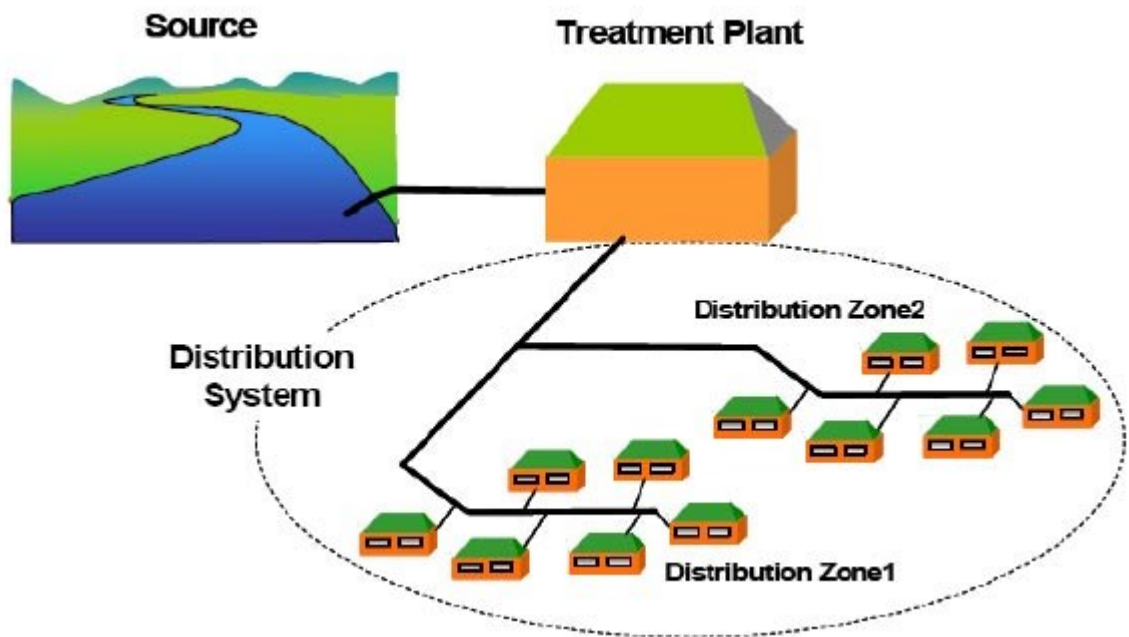 Source
Treatment Plant
Distribution Zone2
Distribution
System
Distribution Zone1